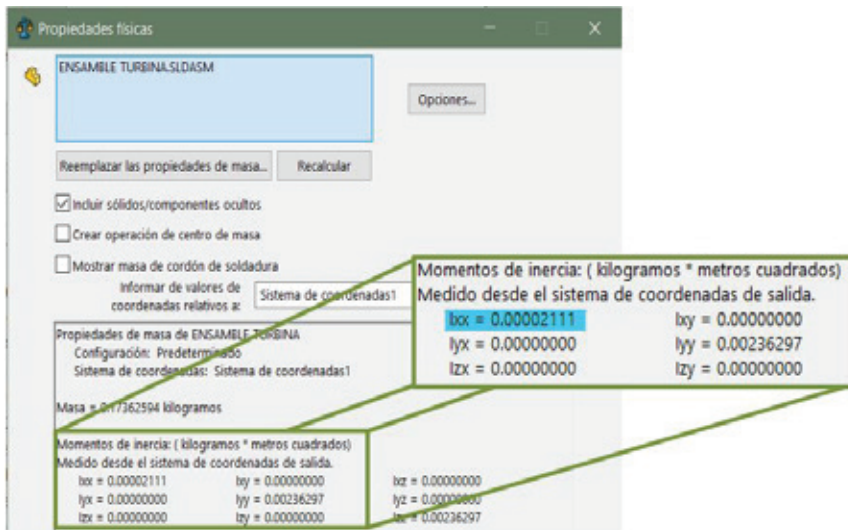 Propiedades físicas
ENSAMBLE TURBINA.SLDASM
Opciones...
Reemplazar las propiedades de masa...
Recalcular
Incluir sólidos/componentes ocultos
Crear operación de centro de masa
Mostrar masa de cordón de soldadura
Informar de valores de
coordenadas relativos a:
Sistema de coordenadas1
Propiedades de masa de ENSAMBLE TURBINA
Configuración: Predeterminado
Sistema de coordenadas: Sistema de coordenadas1
Masa = 0.17362594 kilogramos
Momentos de inercia: ( kilogramos * metros cuadrados)
Medido desde el sistema de coordenadas de salida.
Ixx = 0.00002111 Ixy = 0.00000000 Ixz = 0.00000000
Iyx = 0.00000000 Iyy = 0.00236297 Iyz = 0.00000000
Izx = 0.00000000 Izy = 0.00000000 Izz = 0.00236297
Momentos de inercia: ( kilogramos * metros cuadrados)
Medido desde el sistema de coordenadas de salida.
Ixx = 0.00002111 Ixy = 0.00000000
Iyx = 0.00000000 Iyy = 0.00236297
Izx = 0.00000000 Izy = 0.00000000